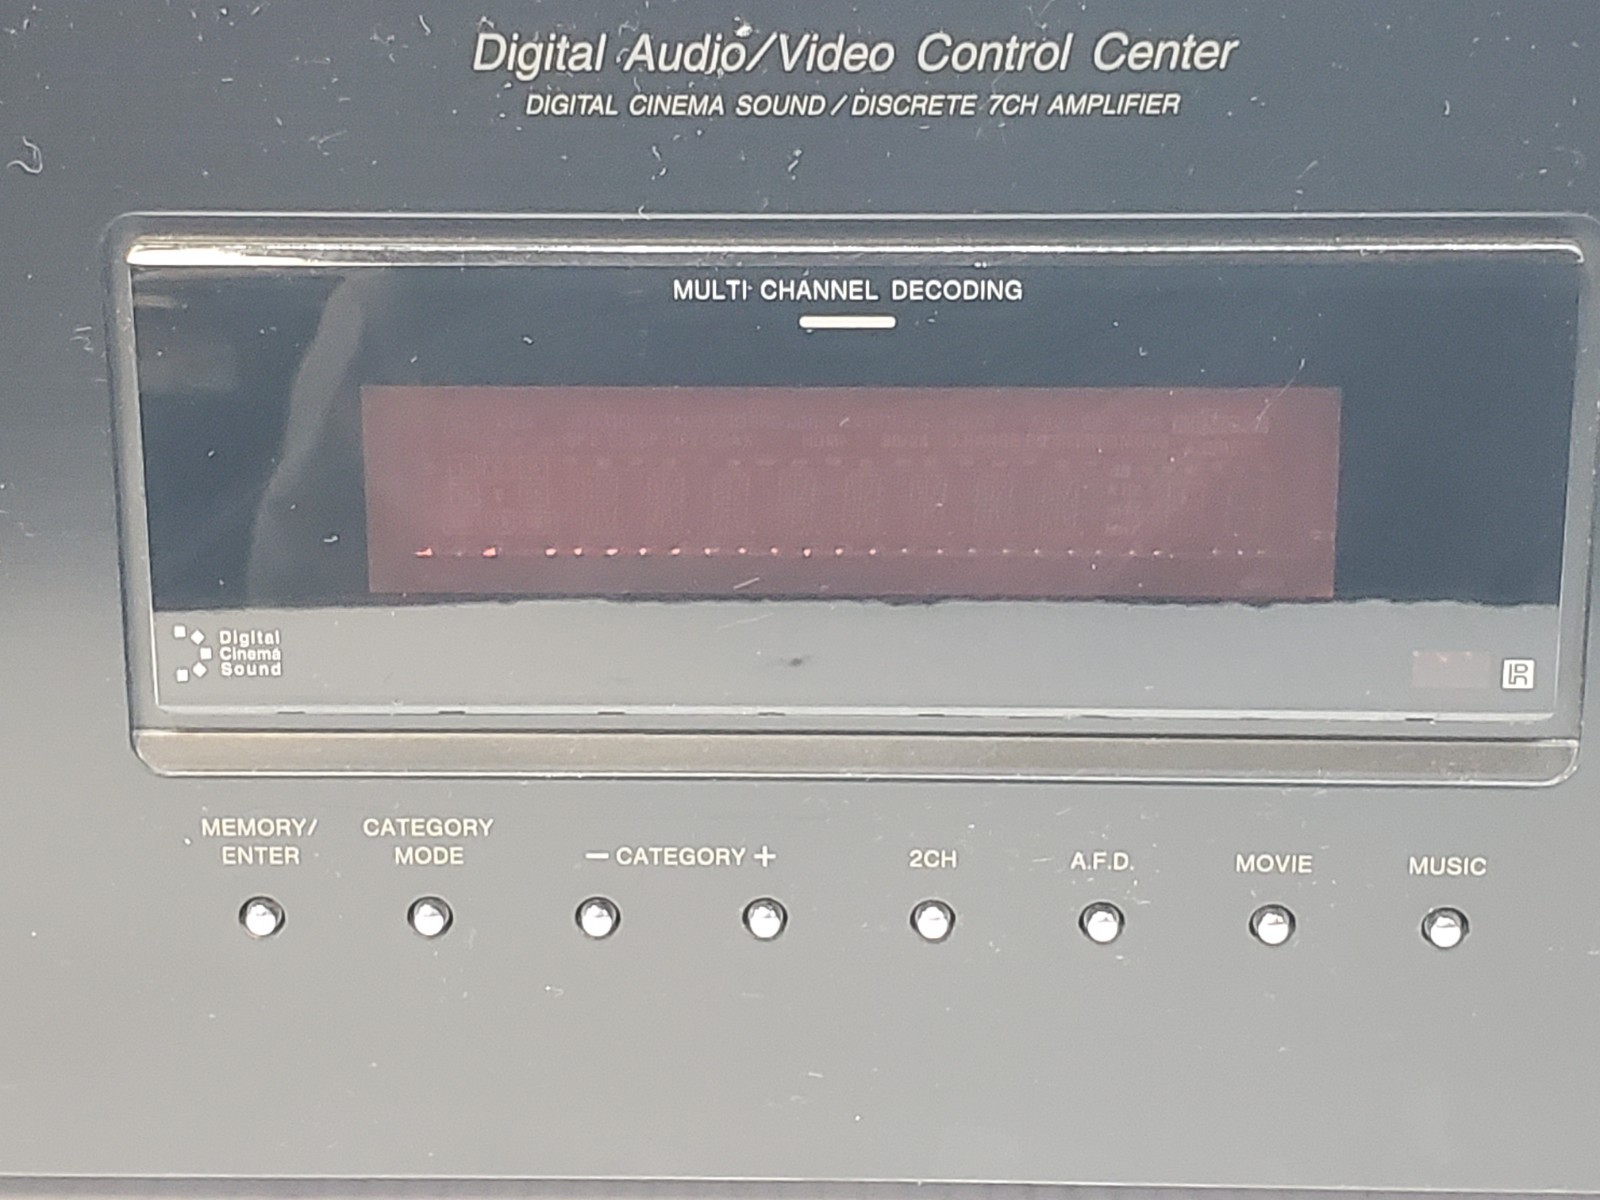 Digital Audio/Video Control Center
DIGITAL CINEMA SOUND / DISCRETE 7CH AMPLIFIER
MULTI CHANNEL DECODING
Digital
Cinema
Sound
MEMORY/
ENTER
CATEGORY
MODE
— CATEGORY +
2CH
A.F.D.
MOVIE
MUSIC